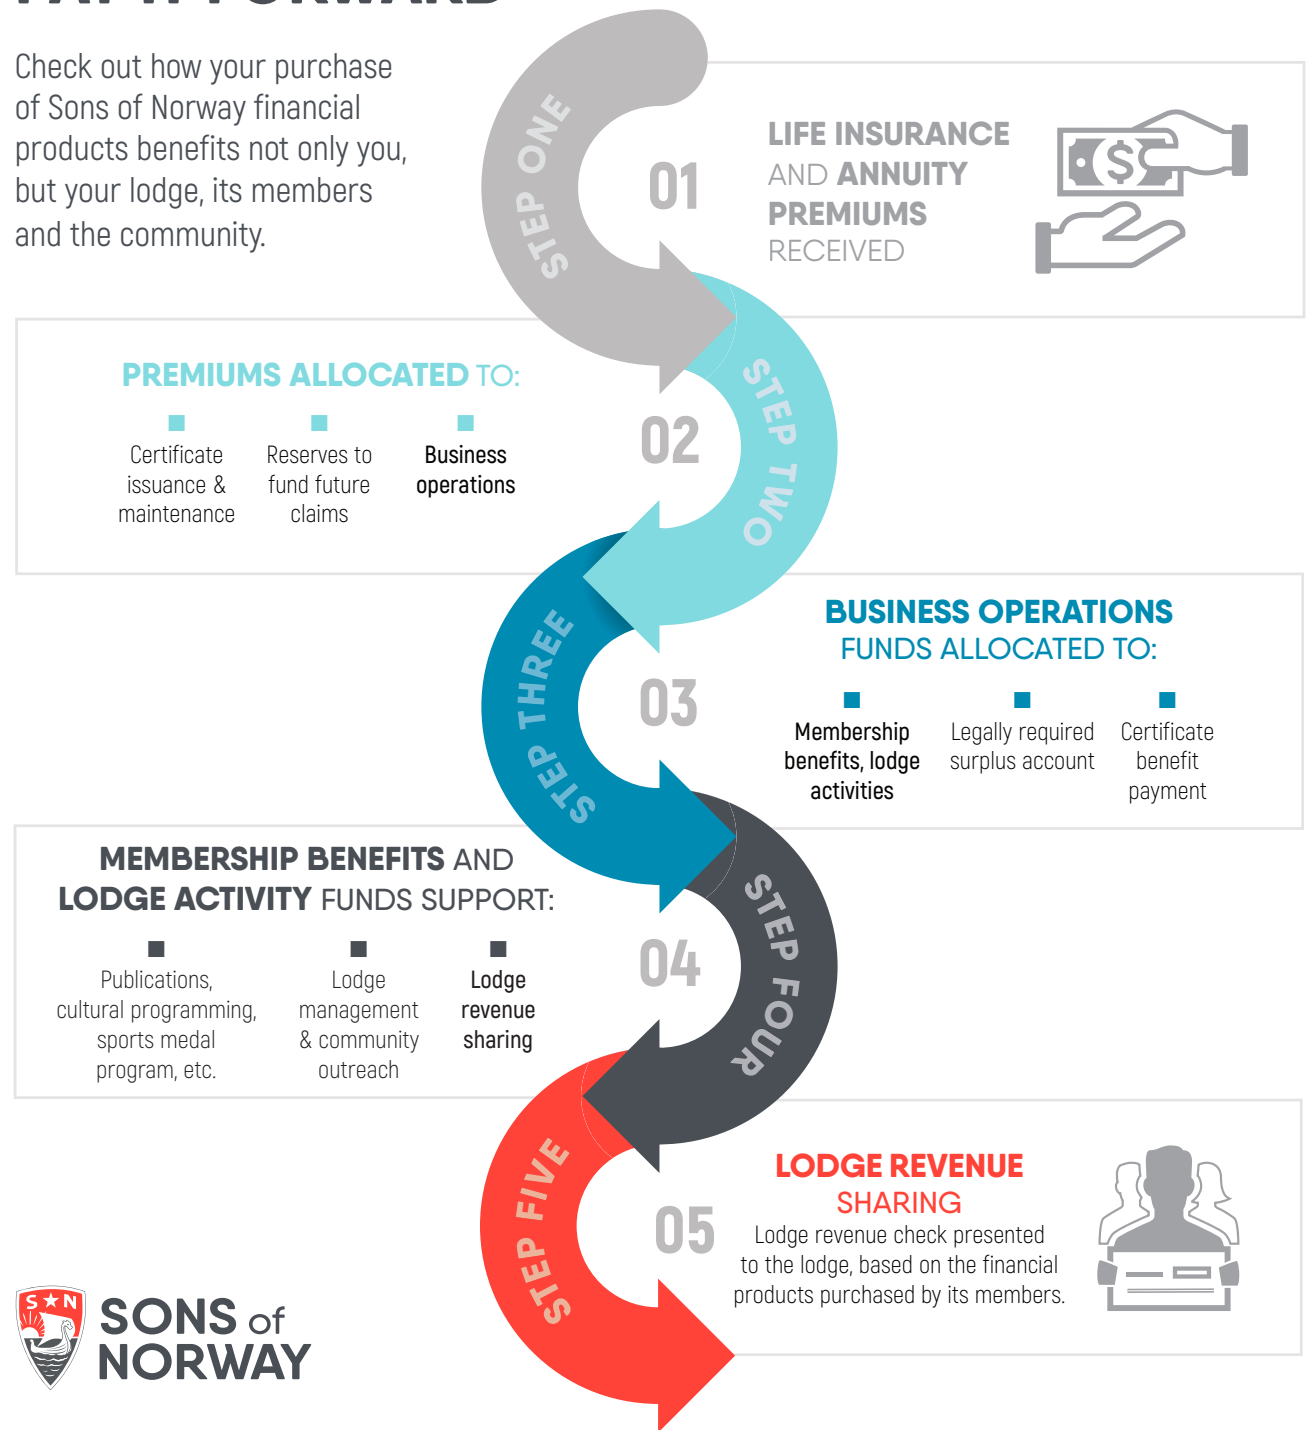 PAY IT FORWARD
Check out how your purchase
of Sons of Norway financial
products benefits not only you,
but your lodge, its members
and the community.
STEP ONE
01
LIFE INSURANCE
AND ANNUITY
PREMIUMS
RECEIVED
$
PREMIUMS ALLOCATED TO:
Certificate
issuance &
maintenance
Reserves to
fund future
claims
Business
operations
02
STEP TWO
STEP THREE
03
BUSINESS OPERATIONS
FUNDS ALLOCATED TO:
Membership
benefits, lodge
activities
Legally required
surplus account
Certificate
benefit
payment
MEMBERSHIP BENEFITS AND
LODGE ACTIVITY FUNDS SUPPORT:
Publications,
cultural programming,
sports medal
program, etc.
Lodge
management
& community
outreach
Lodge
revenue
sharing
04
STEP FOUR
STEP FIVE
05
LODGE REVENUE
SHARING
Lodge revenue check presented
to the lodge, based on the financial
products purchased by its members.
S N
SONS of
NORWAY